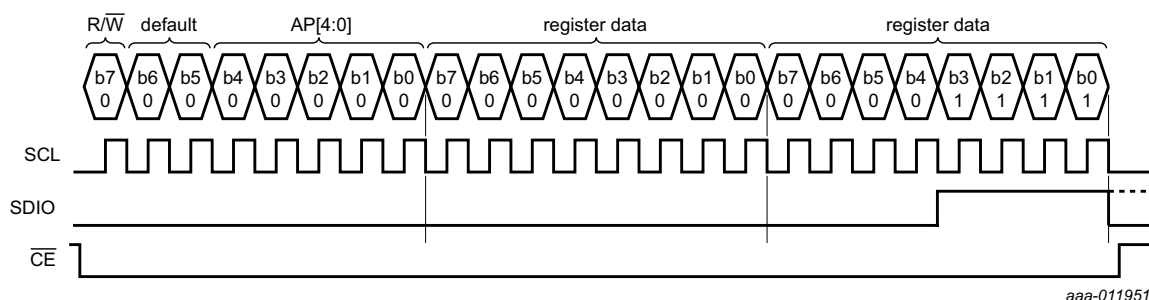 R/W̅ default AP[4:0] register data register data
b7 b6 b5 b4 b3 b2 b1 b0 b7 b6 b5 b4 b3 b2 b1 b0 b7 b6 b5 b4 b3 b2 b1 b0
0 0 0 0 0 0 0 0 0 0 0 0 0 0 0 0 0 0 0 0 1 1 1 1
SCL
SDIO
C̅E̅
aaa-011951